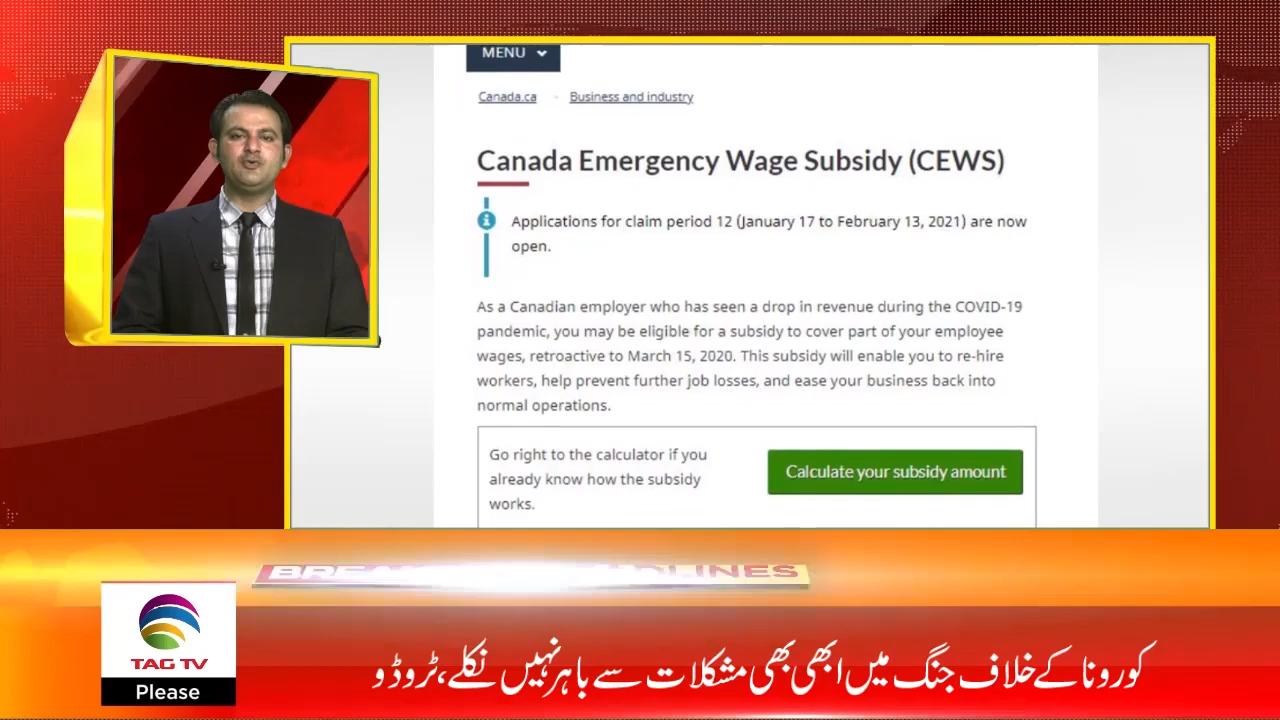 MENU
Canada.ca
Business and industry
Canada Emergency Wage Subsidy (CEWS)
Applications for claim period 12 (January 17 to February 13, 2021) are now
open.
As a Canadian employer who has seen a drop in revenue during the COVID-19
pandemic, you may be eligible for a subsidy to cover part of your employee
wages, retroactive to March 15, 2020. This subsidy will enable you to re-hire
workers, help prevent further job losses, and ease your business back into
normal operations.
Go right to the calculator if you
already know how the subsidy
works.
Calculate your subsidy amount
TAG TV
Please
کورونا کے خلاف جنگ میں ابھی بھی مشکلات سے باہر نہیں نکلے، ٹروڈو